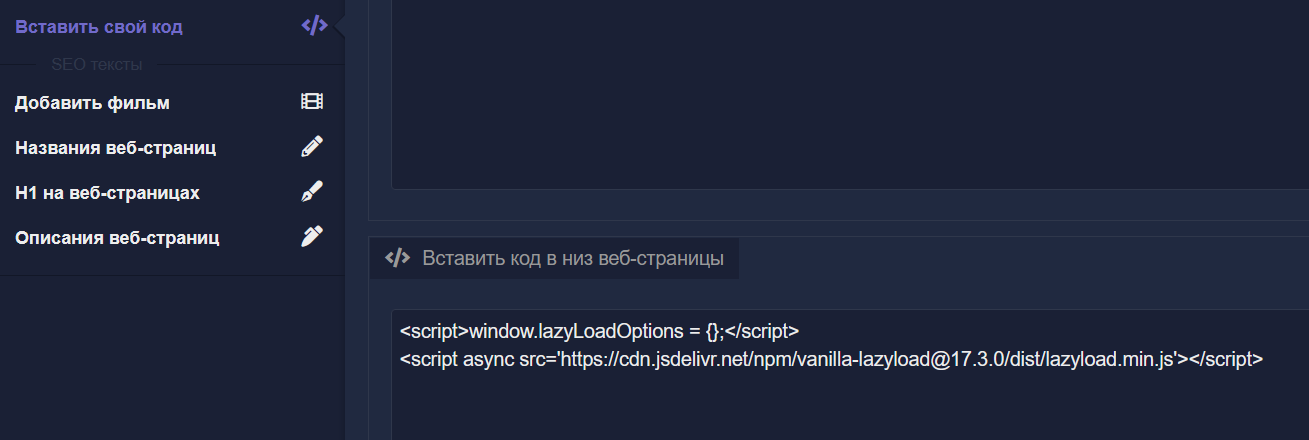 Вставить свой код
SEO тексты
Добавить фильм
Названия веб-страниц
H1 на веб-страницах
Описания веб-страниц
Вставить код в низ веб-страницы
<script>window.lazyLoadOptions = {};</script>
<script async src='https://cdn.jsdelivr.net/npm/vanilla-lazyload@17.3.0/dist/lazyload.min.js'></script>